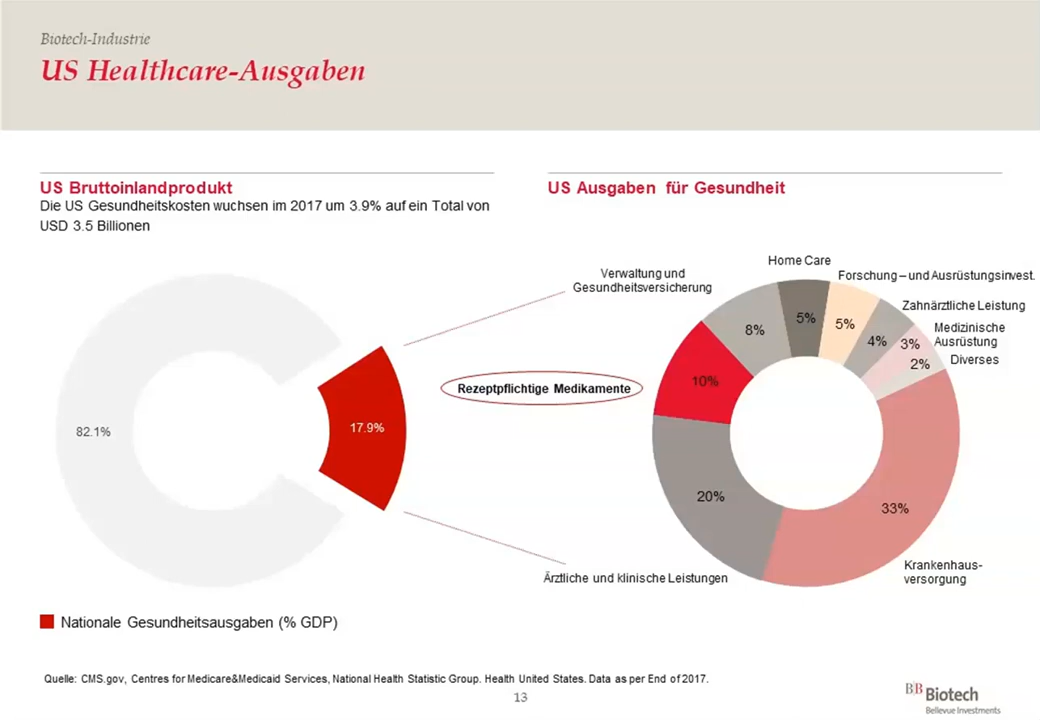 Biotech-Industrie
US Healthcare-Ausgaben
US Bruttoinlandprodukt
Die US Gesundheitskosten wuchsen im 2017 um 3.9% auf ein Total von
USD 3.5 Billionen
82.1%
17.9%
Nationale Gesundheitsausgaben (% GDP)
US Ausgaben für Gesundheit
Home Care
Forschung – und Ausrüstungsinvest.
Verwaltung und
Gesundheitsversicherung
Zahnärztliche Leistung
Medizinische
Ausrüstung
Diverses
Rezeptpflichtige Medikamente
5%
5%
8%
4%
3%
2%
10%
20%
33%
Krankenhaus-
versorgung
Ärztliche und klinische Leistungen
Quelle: CMS.gov, Centres for Medicare&Medicaid Services, National Health Statistic Group. Health United States. Data as per End of 2017.
13
BB Biotech
Bellevue Investments